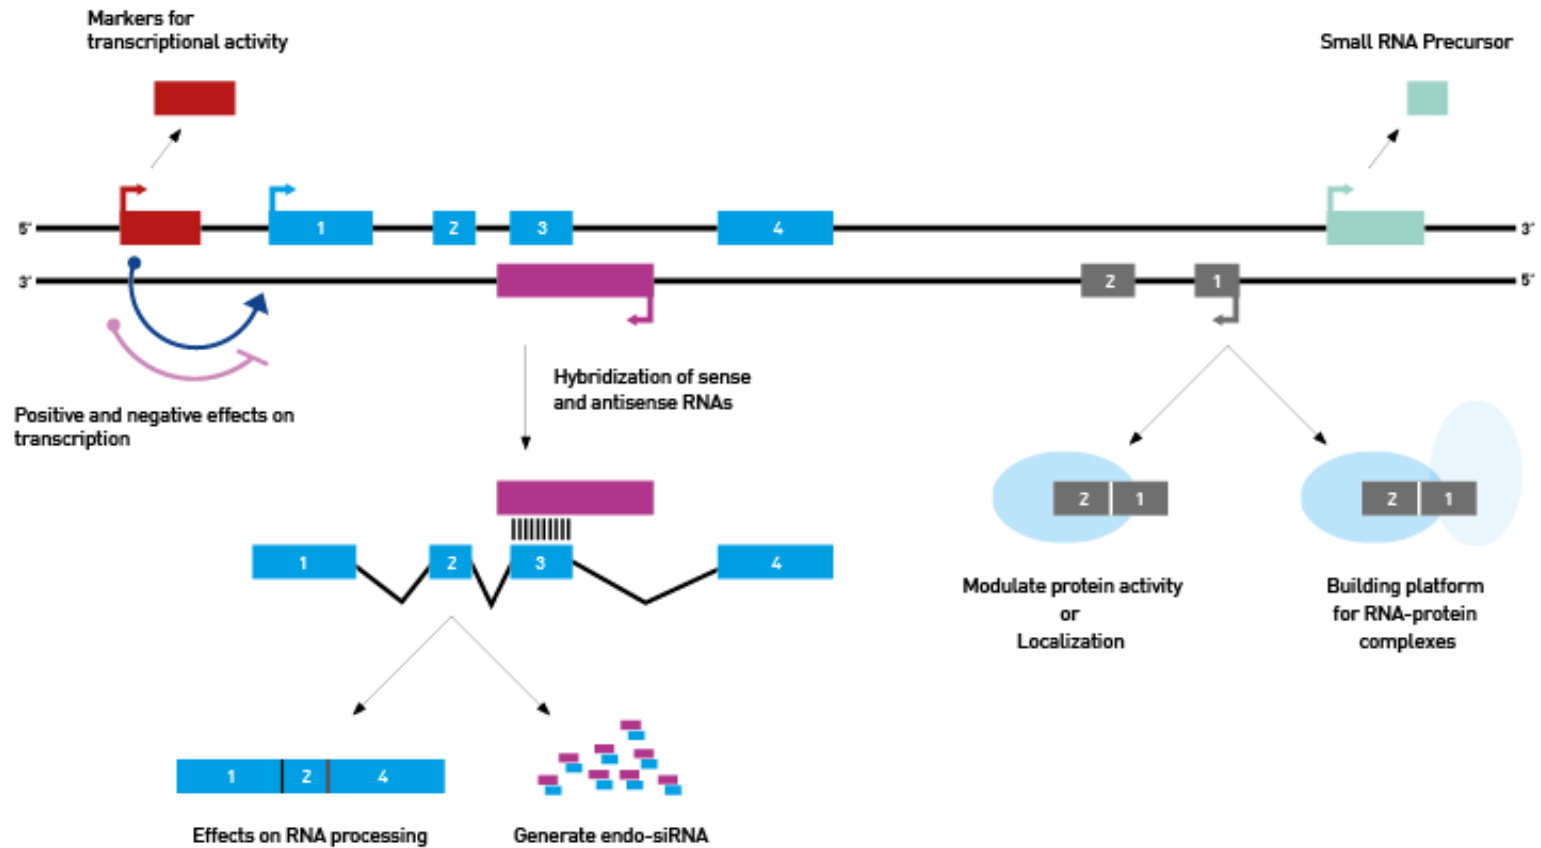 Markers for
transcriptional activity
Small RNA Precursor
5′ 1 2 3 4 3′
3′ 2 1 5′
Hybridization of sense
and antisense RNAs
Positive and negative effects on
transcription
2 1 2 1
1 2 3 4
Modulate protein activity
or
Localization
Building platform
for RNA-protein
complexes
1 2 4
Effects on RNA processing
Generate endo-siRNA